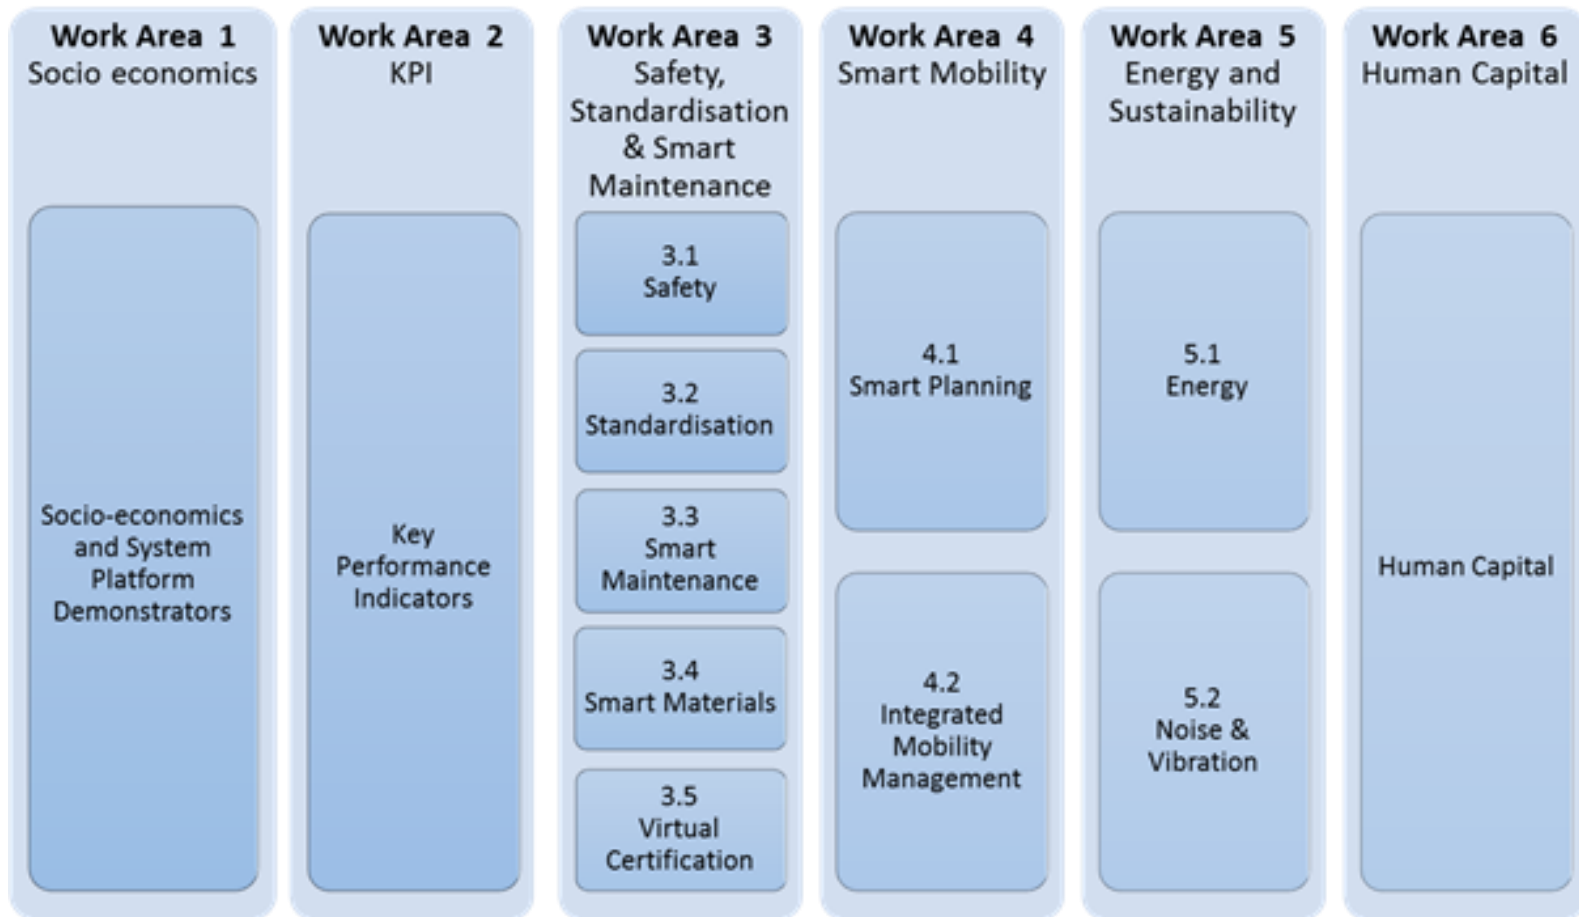 Work Area 1
Socio economics
Socio-economics
and System
Platform
Demonstrators
Work Area 2
KPI
Key
Performance
Indicators
Work Area 3
Safety,
Standardisation
& Smart
Maintenance
3.1
Safety
3.2
Standardisation
3.3
Smart
Maintenance
3.4
Smart Materials
3.5
Virtual
Certification
Work Area 4
Smart Mobility
4.1
Smart Planning
4.2
Integrated
Mobility
Management
Work Area 5
Energy and
Sustainability
5.1
Energy
5.2
Noise &
Vibration
Work Area 6
Human Capital
Human Capital